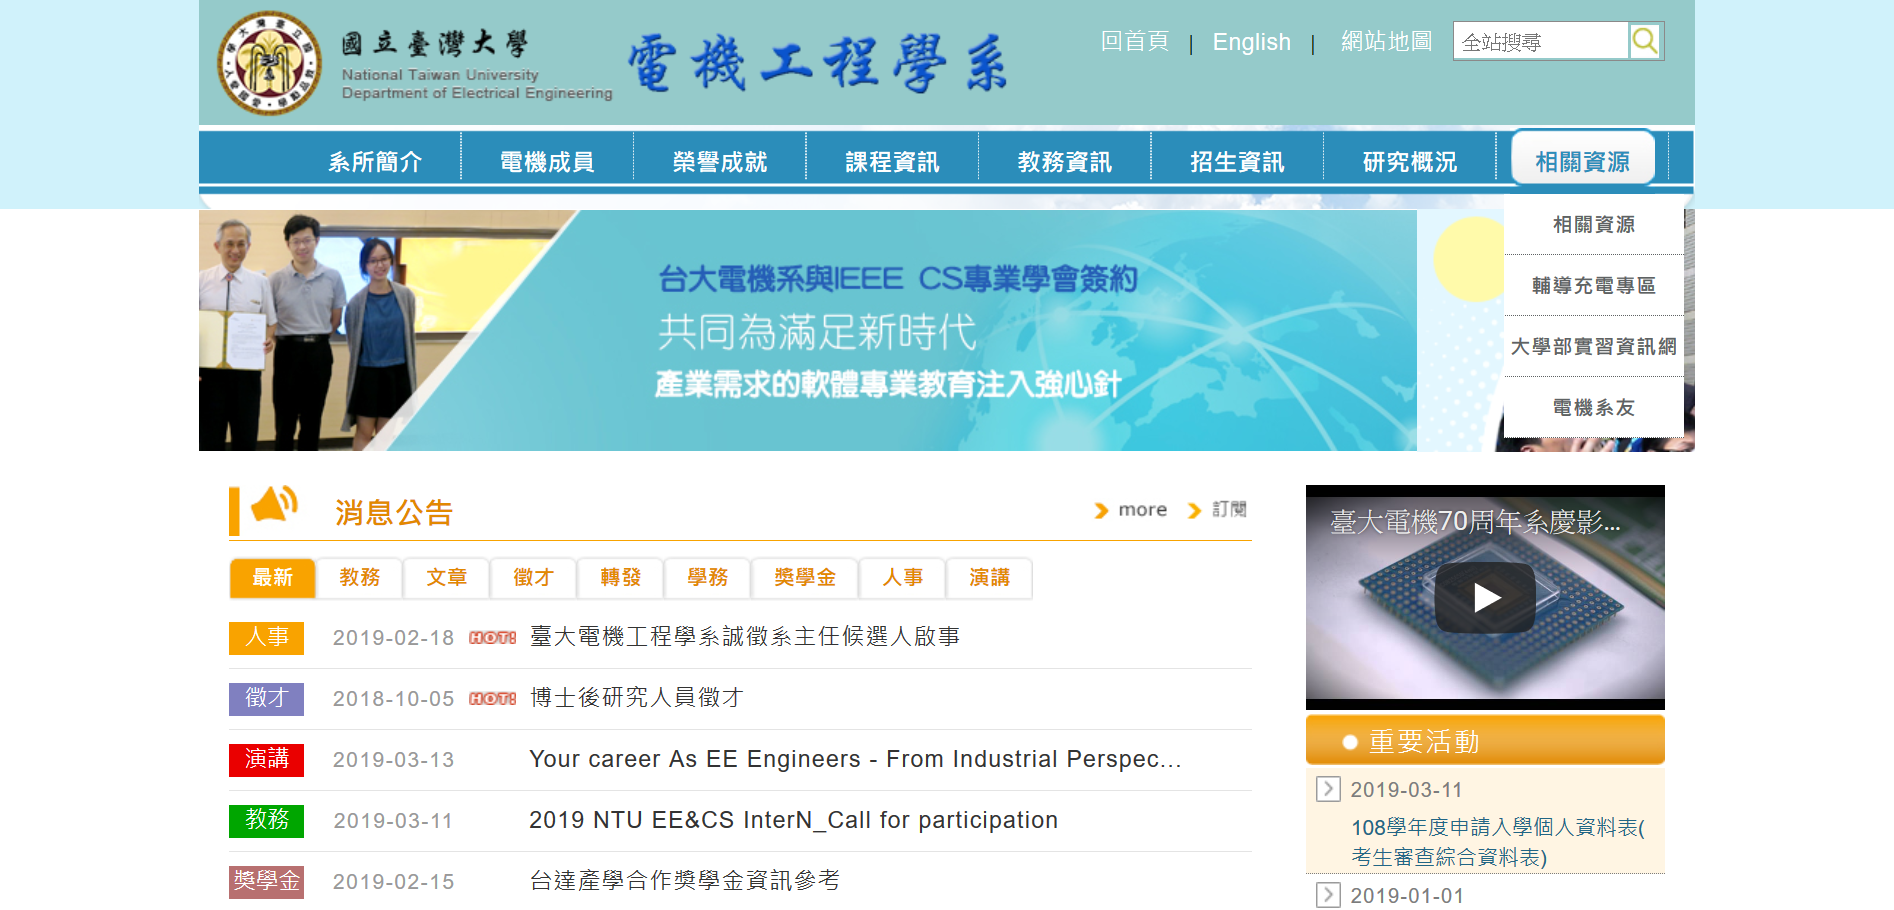 國立臺灣大學
National Taiwan University
Department of Electrical Engineering
電機工程學系
回首頁 | English | 網站地圖
全站搜尋
系所簡介 電機成員 榮譽成就 課程資訊 教務資訊 招生資訊 研究概況 相關資源
相關資源
輔導充電專區
大學部實習資訊網
電機系友
台大電機系與IEEE CS專業學會簽約
共同為滿足新時代
產業需求的軟體專業教育注入強心針
消息公告
more 訂閱
最新 教務 文章 徵才 轉發 學務 獎學金 人事 演講
人事 2019-02-18 HOT! 臺大電機工程學系誠徵系主任候選人啟事
徵才 2018-10-05 HOT! 博士後研究人員徵才
演講 2019-03-13 Your career As EE Engineers - From Industrial Perspec...
教務 2019-03-11 2019 NTU EE&CS InterN_Call for participation
獎學金 2019-02-15 台達產學合作獎學金資訊參考
臺大電機70周年系慶影...
重要活動
2019-03-11
108學年度申請入學個人資料表(
考生審查綜合資料表)
2019-01-01